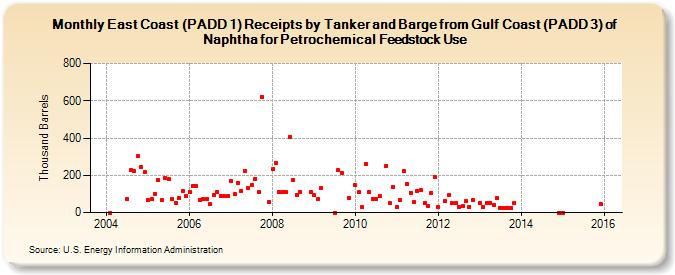 Monthly East Coast (PADD 1) Receipts by Tanker and Barge from Gulf Coast (PADD 3) of
Naphtha for Petrochemical Feedstock Use
Thousand Barrels
800
600
400
200
0
2004 2006 2008 2010 2012 2014 2016
Source: U.S. Energy Information Administration